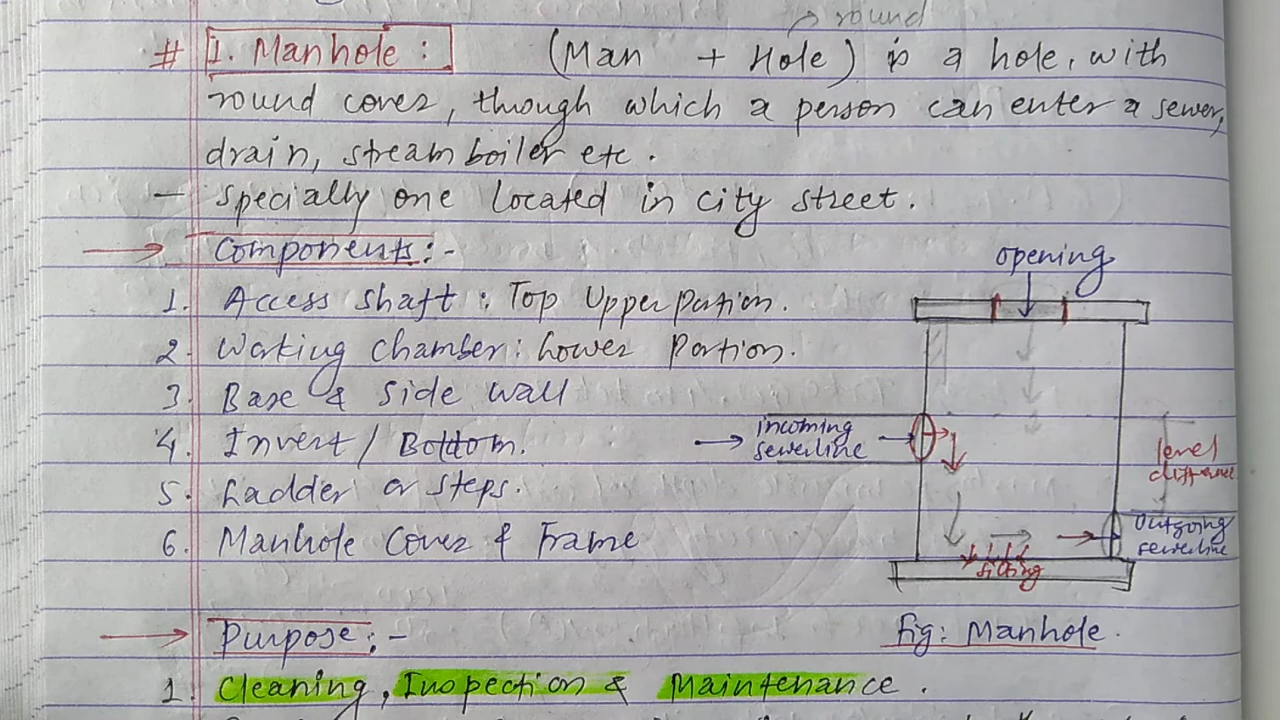 round
# 1. Manhole : (Man + Hole) is a hole, with
round cover, though which a person can enter a sewer,
drain, stream boiler etc.
- specially one located in city street.
→ Components :-
opening
1. Access shaft : Top Upper Portion.
2. Working chamber : Lower Portion.
3. Base & Side Wall
4. Invert / Bottom.
→ incoming sewerline →
level differance
5. Ladder or steps.
6. Manhole Cover & Frame
→ Outgoing sewerline
→ Purpose :-
fig: Manhole.
1. Cleaning, Inspection & Maintenance.